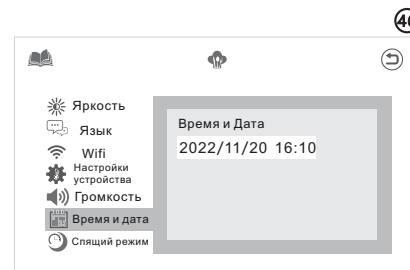 46
Яркость
Язык
Wifi
Настройки
устройства
Громкость
Время и дата
Спящий режим
Время и Дата
2022/11/20 16:10